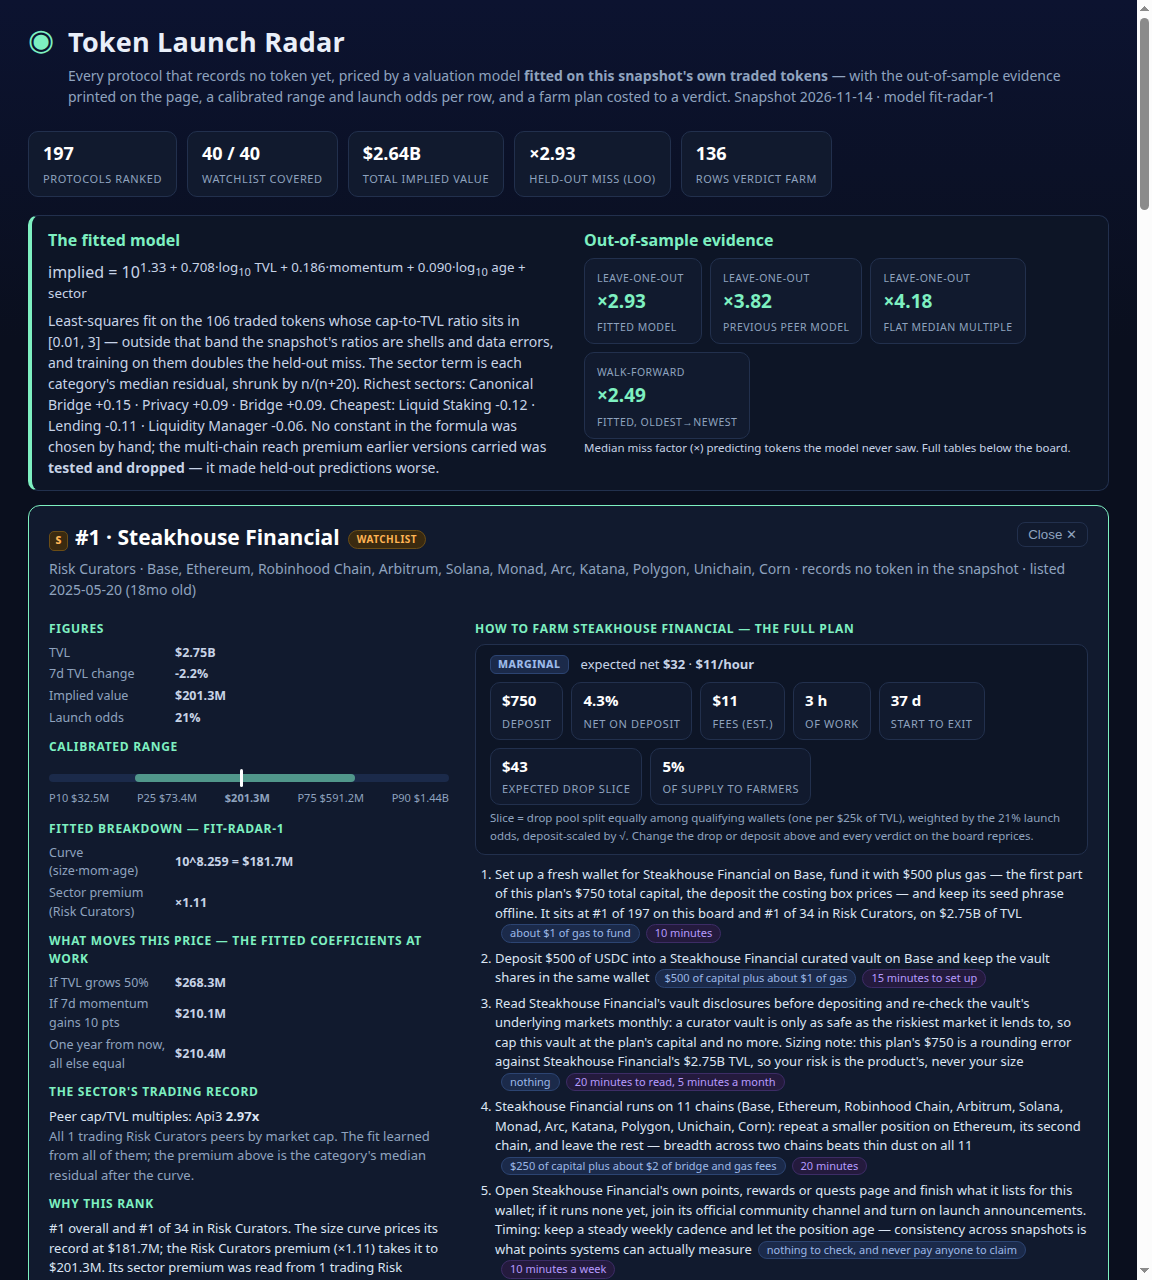 Token Launch Radar
Every protocol that records no token yet, priced by a valuation model fitted on this snapshot's own traded tokens — with the out-of-sample evidence
printed on the page, a calibrated range and launch odds per row, and a farm plan costed to a verdict. Snapshot 2026-11-14 · model fit-radar-1
197
PROTOCOLS RANKED
40 / 40
WATCHLIST COVERED
$2.64B
TOTAL IMPLIED VALUE
×2.93
HELD-OUT MISS (LOO)
136
ROWS VERDICT FARM
The fitted model
implied = 10^1.33 + 0.708·log10 TVL + 0.186·momentum + 0.090·log10 age +
sector
Least-squares fit on the 106 traded tokens whose cap-to-TVL ratio sits in
[0.01, 3] — outside that band the snapshot's ratios are shells and data errors,
and training on them doubles the held-out miss. The sector term is each
category's median residual, shrunk by n/(n+20). Richest sectors: Canonical
Bridge +0.15 · Privacy +0.09 · Bridge +0.09. Cheapest: Liquid Staking -0.12 ·
Lending -0.11 · Liquidity Manager -0.06. No constant in the formula was
chosen by hand; the multi-chain reach premium earlier versions carried was
tested and dropped — it made held-out predictions worse.
Out-of-sample evidence
LEAVE-ONE-OUT
×2.93
FITTED MODEL
LEAVE-ONE-OUT
×3.82
PREVIOUS PEER MODEL
LEAVE-ONE-OUT
×4.18
FLAT MEDIAN MULTIPLE
WALK-FORWARD
×2.49
FITTED, OLDEST→NEWEST
Median miss factor (×) predicting tokens the model never saw. Full tables below the board.
S #1 · Steakhouse Financial WATCHLIST
Close ✕
Risk Curators · Base, Ethereum, Robinhood Chain, Arbitrum, Solana, Monad, Arc, Katana, Polygon, Unichain, Corn · records no token in the snapshot · listed
2025-05-20 (18mo old)
FIGURES
TVL $2.75B
7d TVL change -2.2%
Implied value $201.3M
Launch odds 21%
CALIBRATED RANGE
P10 $32.5M P25 $73.4M $201.3M P75 $591.2M P90 $1.44B
FITTED BREAKDOWN — FIT-RADAR-1
Curve
(size·mom·age) 10^8.259 = $181.7M
Sector premium
(Risk Curators) ×1.11
WHAT MOVES THIS PRICE — THE FITTED COEFFICIENTS AT
WORK
If TVL grows 50% $268.3M
If 7d momentum
gains 10 pts $210.1M
One year from now,
all else equal $210.4M
THE SECTOR'S TRADING RECORD
Peer cap/TVL multiples: Api3 2.97x
All 1 trading Risk Curators peers by market cap. The fit learned
from all of them; the premium above is the category's median
residual after the curve.
WHY THIS RANK
#1 overall and #1 of 34 in Risk Curators. The size curve prices its
record at $181.7M; the Risk Curators premium (×1.11) takes it to
$201.3M. Its sector premium was read from 1 trading Risk
HOW TO FARM STEAKHOUSE FINANCIAL — THE FULL PLAN
MARGINAL expected net $32 · $11/hour
$750
DEPOSIT
4.3%
NET ON DEPOSIT
$11
FEES (EST.)
3 h
OF WORK
37 d
START TO EXIT
$43
EXPECTED DROP SLICE
5%
OF SUPPLY TO FARMERS
Slice = drop pool split equally among qualifying wallets (one per $25k of TVL), weighted by the 21% launch
odds, deposit-scaled by √. Change the drop or deposit above and every verdict on the board reprices.
1. Set up a fresh wallet for Steakhouse Financial on Base, fund it with $500 plus gas — the first part
of this plan's $750 total capital, the deposit the costing box prices — and keep its seed phrase
offline. It sits at #1 of 197 on this board and #1 of 34 in Risk Curators, on $2.75B of TVL
about $1 of gas to fund 10 minutes
2. Deposit $500 of USDC into a Steakhouse Financial curated vault on Base and keep the vault
shares in the same wallet $500 of capital plus about $1 of gas 15 minutes to set up
3. Read Steakhouse Financial's vault disclosures before depositing and re-check the vault's
underlying markets monthly: a curator vault is only as safe as the riskiest market it lends to, so
cap this vault at the plan's capital and no more. Sizing note: this plan's $750 is a rounding error
against Steakhouse Financial's $2.75B TVL, so your risk is the product's, never your size
nothing 20 minutes to read, 5 minutes a month
4. Steakhouse Financial runs on 11 chains (Base, Ethereum, Robinhood Chain, Arbitrum, Solana,
Monad, Arc, Katana, Polygon, Unichain, Corn): repeat a smaller position on Ethereum, its second
chain, and leave the rest — breadth across two chains beats thin dust on all 11
$250 of capital plus about $2 of bridge and gas fees 20 minutes
5. Open Steakhouse Financial's own points, rewards or quests page and finish what it lists for this
wallet; if it runs none yet, join its official community channel and turn on launch announcements.
Timing: keep a steady weekly cadence and let the position age — consistency across snapshots is
what points systems can actually measure nothing to check, and never pay anyone to claim
10 minutes a week